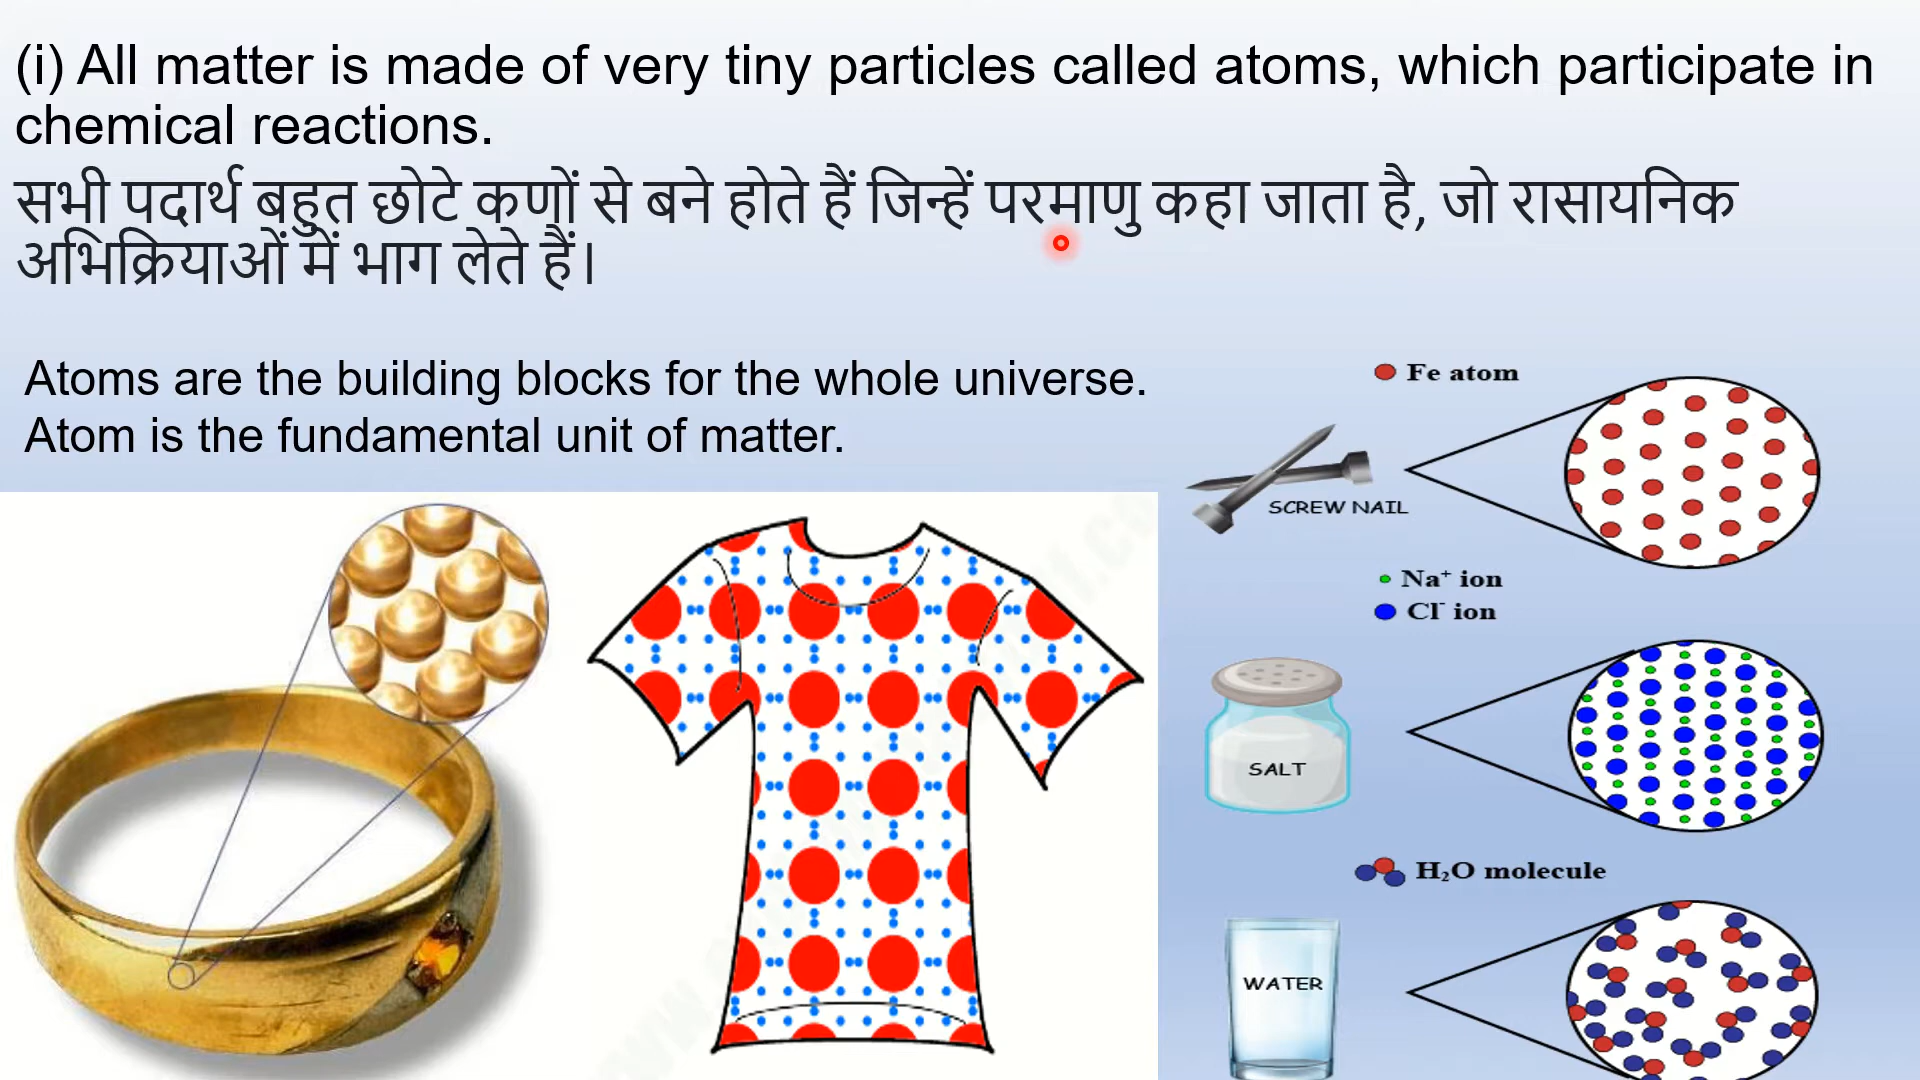 (i) All matter is made of very tiny particles called atoms, which participate in
chemical reactions.
सभी पदार्थ बहुत छोटे कणों से बने होते हैं जिन्हें परमाणु कहा जाता है, जो रासायनिक
अभिक्रियाओं में भाग लेते हैं।
Atoms are the building blocks for the whole universe.
Atom is the fundamental unit of matter.
Fe atom
SCREW NAIL
Na⁺ ion
Cl⁻ ion
SALT
H₂O molecule
WATER